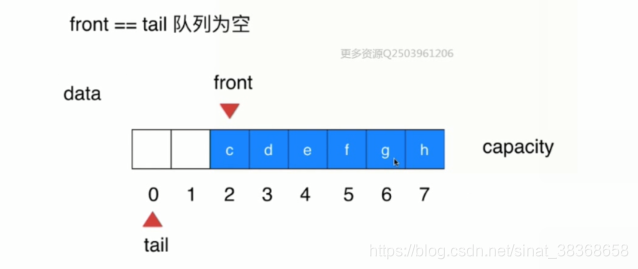 front == tail 队列为空
更多资源Q2503961206
front
data
c d e f g h
capacity
0 1 2 3 4 5 6 7
tail
https://blog.csdn.net/sinat_38368658